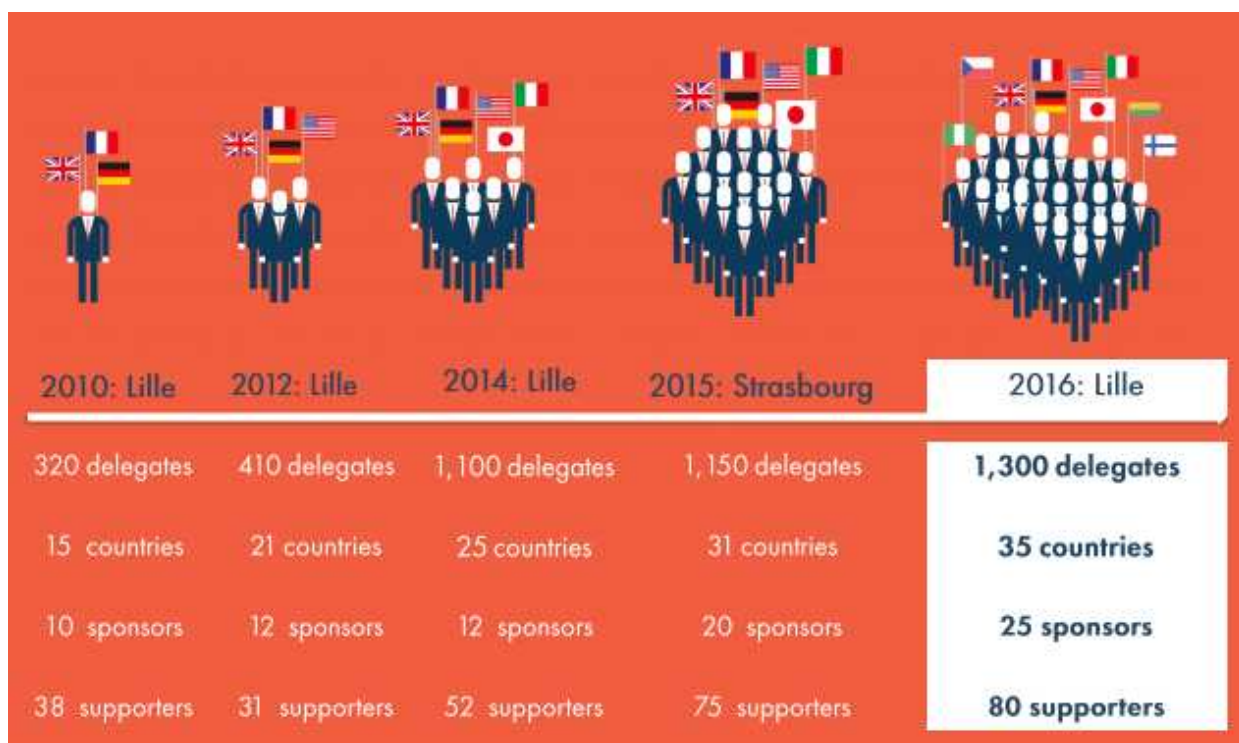 2010: Lille 2012: Lille 2014: Lille 2015: Strasbourg 2016: Lille
320 delegates 410 delegates 1,100 delegates 1,150 delegates 1,300 delegates
15 countries 21 countries 25 countries 31 countries 35 countries
10 sponsors 12 sponsors 12 sponsors 20 sponsors 25 sponsors
38 supporters 31 supporters 52 supporters 75 supporters 80 supporters